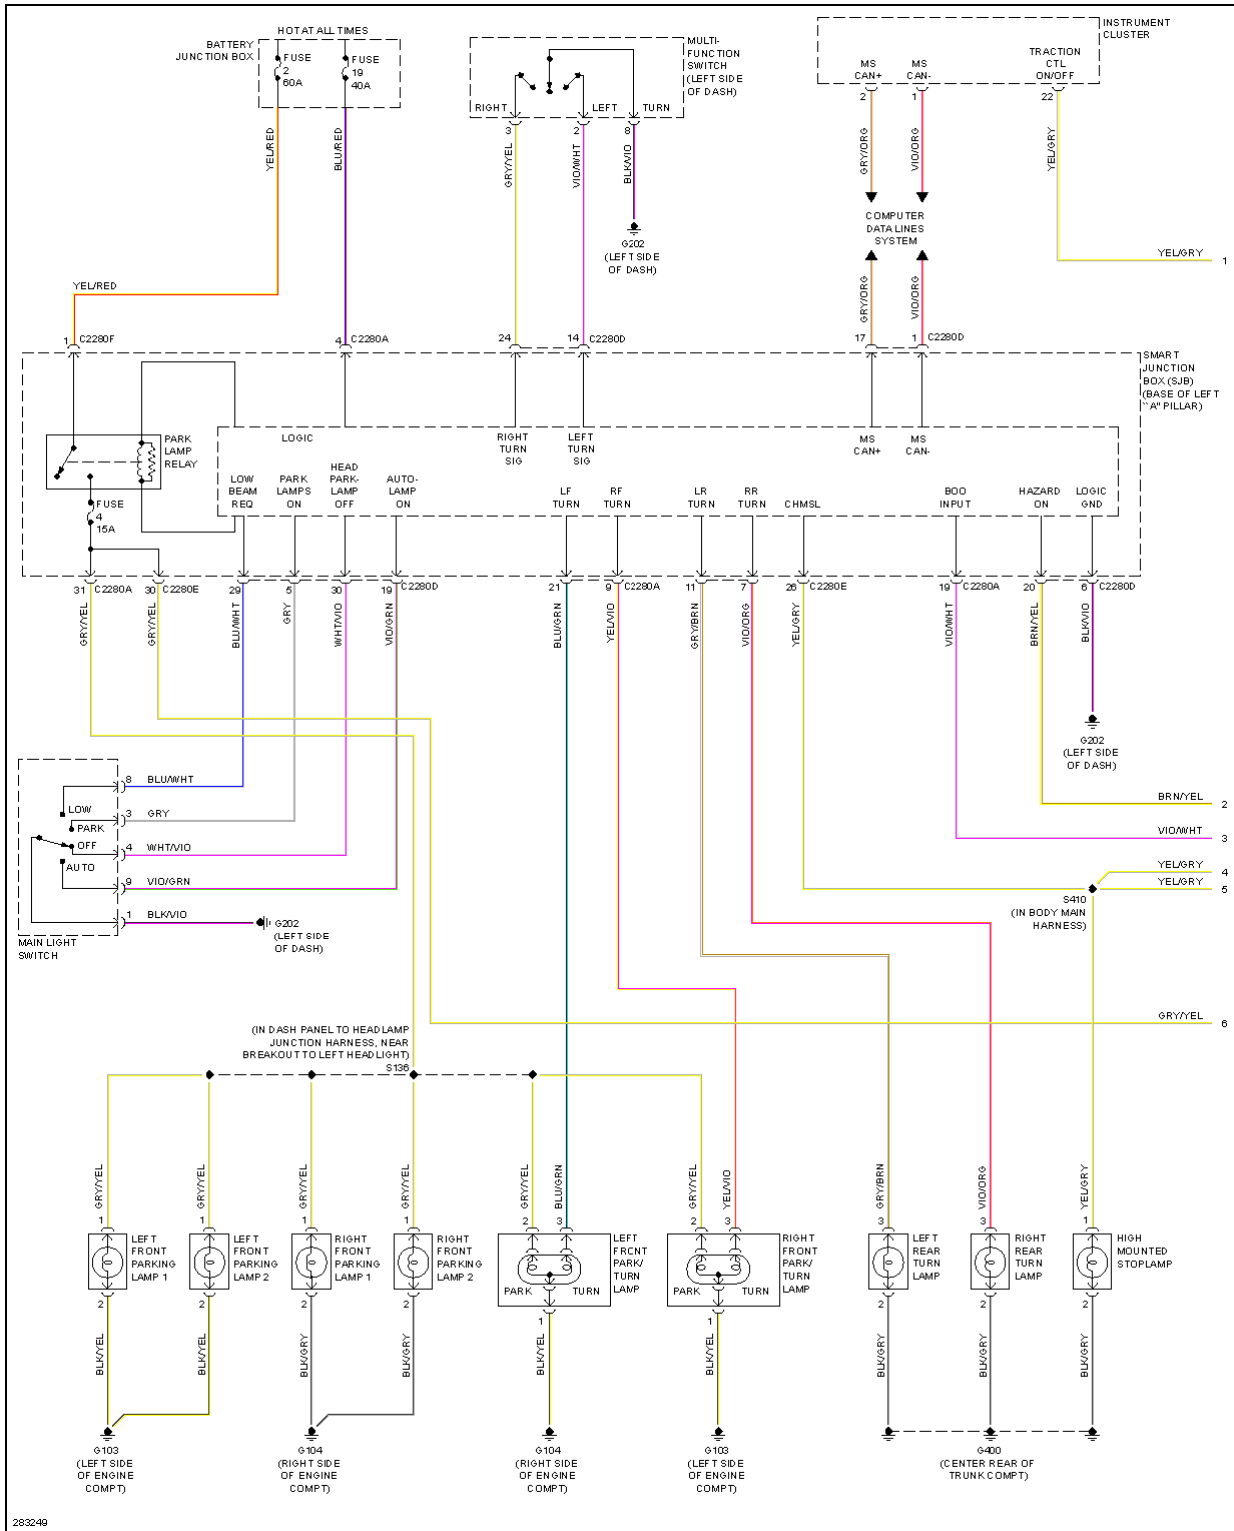 HOT AT ALL TIMES
BATTERY
JUNCTION BOX
FUSE
2
60A
FUSE
19
40A
MULTI-
FUNCTION
SWITCH
(LEFT SIDE
OF DASH)
RIGHT
LEFT
TURN
3
2
8
INSTRUMENT
CLUSTER
MS
CAN+
MS
CAN-
TRACTION
CTL
ON/OFF
2
1
22
YEL/RED
BLU/RED
GRY/YEL
VIO/WHT
BLK/VIO
GRY/ORG
VIO/ORG
YEL/GRY
G202
(LEFT SIDE
OF DASH)
COMPUTER
DATA LINES
SYSTEM
YEL/GRY 1
YEL/RED
GRY/ORG
VIO/ORG
1 C2280F
4 C2280A
24
14 C2280D
17
1 C2280D
SMART
JUNCTION
BOX (SJB)
(BASE OF LEFT
``A" PILLAR)
PARK
LAMP
RELAY
FUSE
4
15A
LOGIC
RIGHT
TURN
SIG
LEFT
TURN
SIG
MS
CAN+
MS
CAN-
LOW
BEAM
REQ
PARK
LAMPS
ON
HEAD
PARK-
LAMP
OFF
AUTO-
LAMP
ON
LF
TURN
RF
TURN
LR
TURN
RR
TURN
CHMSL
BOO
INPUT
HAZARD
ON
LOGIC
GND
31 C2280A
30 C2280E
29
5
30
19 C2280D
21
9 C2280A
11
7
26 C2280E
19 C2280A
20
6 C2280D
GRY/YEL
GRY/YEL
BLU/WHT
GRY
WHT/VIO
VIO/GRN
BLU/GRN
YEL/VIO
GRY/BRN
VIO/ORG
YEL/GRY
VIO/WHT
BRN/YEL
BLK/VIO
G202
(LEFT SIDE
OF DASH)
8 BLU/WHT
LOW
3 GRY
PARK
OFF
4 WHT/VIO
AUTO
9 VIO/GRN
1 BLK/VIO
G202
(LEFT SIDE
OF DASH)
MAIN LIGHT
SWITCH
BRN/YEL 2
VIO/WHT 3
YEL/GRY 4
YEL/GRY 5
S410
(IN BODY MAIN
HARNESS)
GRY/YEL 6
(IN DASH PANEL TO HEADLAMP
JUNCTION HARNESS, NEAR
BREAKOUT TO LEFT HEADLIGHT)
S136
GRY/YEL
GRY/YEL
GRY/YEL
GRY/YEL
GRY/YEL
BLU/GRN
GRY/YEL
YEL/VIO
GRY/BRN
VIO/ORG
YEL/GRY
1
1
1
1
2
3
2
3
3
3
1
LEFT
FRONT
PARKING
LAMP 1
LEFT
FRONT
PARKING
LAMP 2
RIGHT
FRONT
PARKING
LAMP 1
RIGHT
FRONT
PARKING
LAMP 2
LEFT
FRONT
PARK/
TURN
LAMP
PARK
TURN
RIGHT
FRONT
PARK/
TURN
LAMP
PARK
TURN
LEFT
REAR
TURN
LAMP
RIGHT
REAR
TURN
LAMP
HIGH
MOUNTED
STOPLAMP
2
2
2
2
1
1
2
2
2
BLK/YEL
BLK/YEL
BLK/GRY
BLK/GRY
BLK/YEL
BLK/YEL
BLK/GRY
BLK/GRY
BLK/GRY
G103
(LEFT SIDE
OF ENGINE
COMPT)
G104
(RIGHT SIDE
OF ENGINE
COMPT)
G104
(RIGHT SIDE
OF ENGINE
COMPT)
G103
(LEFT SIDE
OF ENGINE
COMPT)
G400
(CENTER REAR OF
TRUNK COMPT)
283249